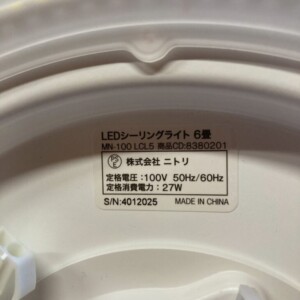 LEDシーリングライト 6畳
MN-100 LCL5 商品CD:8380201
株式会社 ニトリ
定格電圧:100V 50Hz/60Hz
定格消費電力:27W
S/N:4012025 MADE IN CHINA